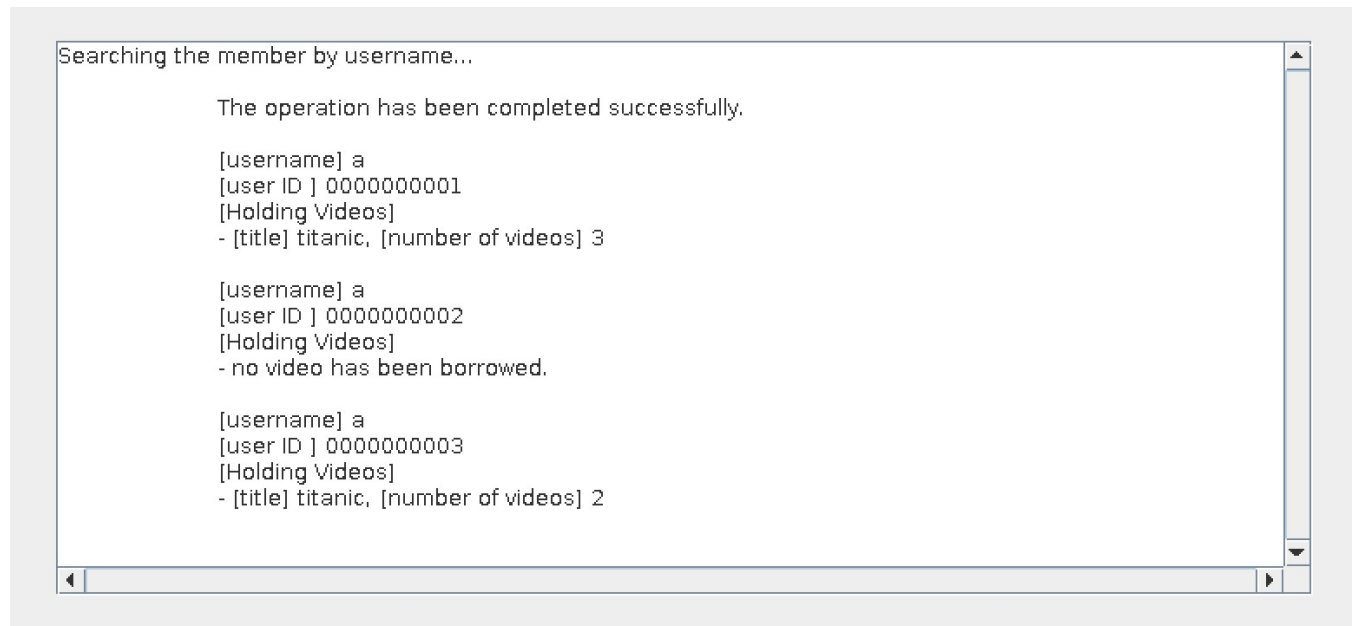 Searching the member by username...
The operation has been completed successfully.
[username] a
[user ID ] 0000000001
[Holding Videos]
- [title] titanic, [number of videos] 3
[username] a
[user ID ] 0000000002
[Holding Videos]
- no video has been borrowed.
[username] a
[user ID ] 0000000003
[Holding Videos]
- [title] titanic, [number of videos] 2